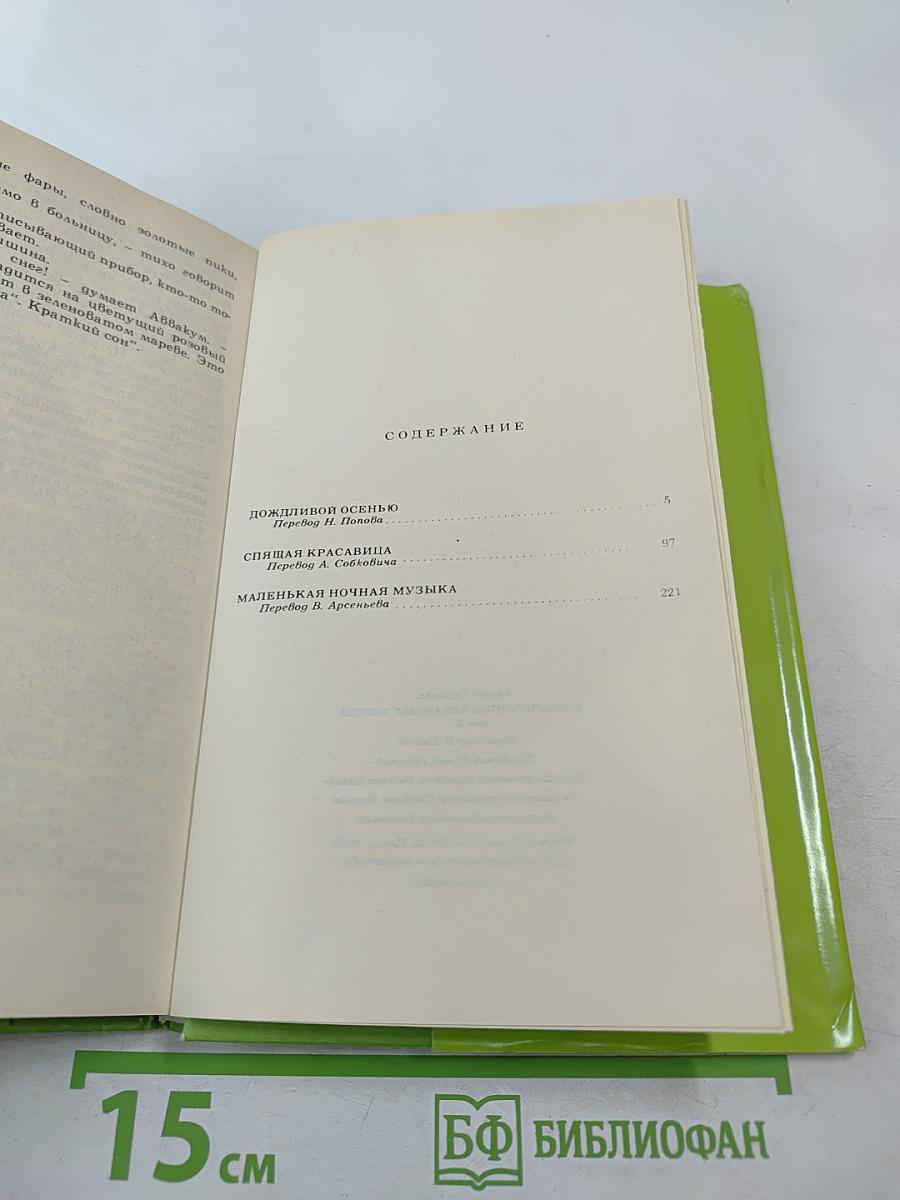 фары, словно золотые пики,
в больницу, – тихо говорит
прибор, кто-то то-
снег! – думает Аввакум. –
на цветущий розовый
в зеленоватом мареве. Это
Краткий сон“.
СОДЕРЖАНИЕ
ДОЖДЛИВОЙ ОСЕНЬЮ
Перевод Н. Попова 5
СПЯЩАЯ КРАСАВИЦА
Перевод А. Собковича 97
МАЛЕНЬКАЯ НОЧНАЯ МУЗЫКА
Перевод В. Арсеньева 221
15 см
БФ БИБЛИОФАН